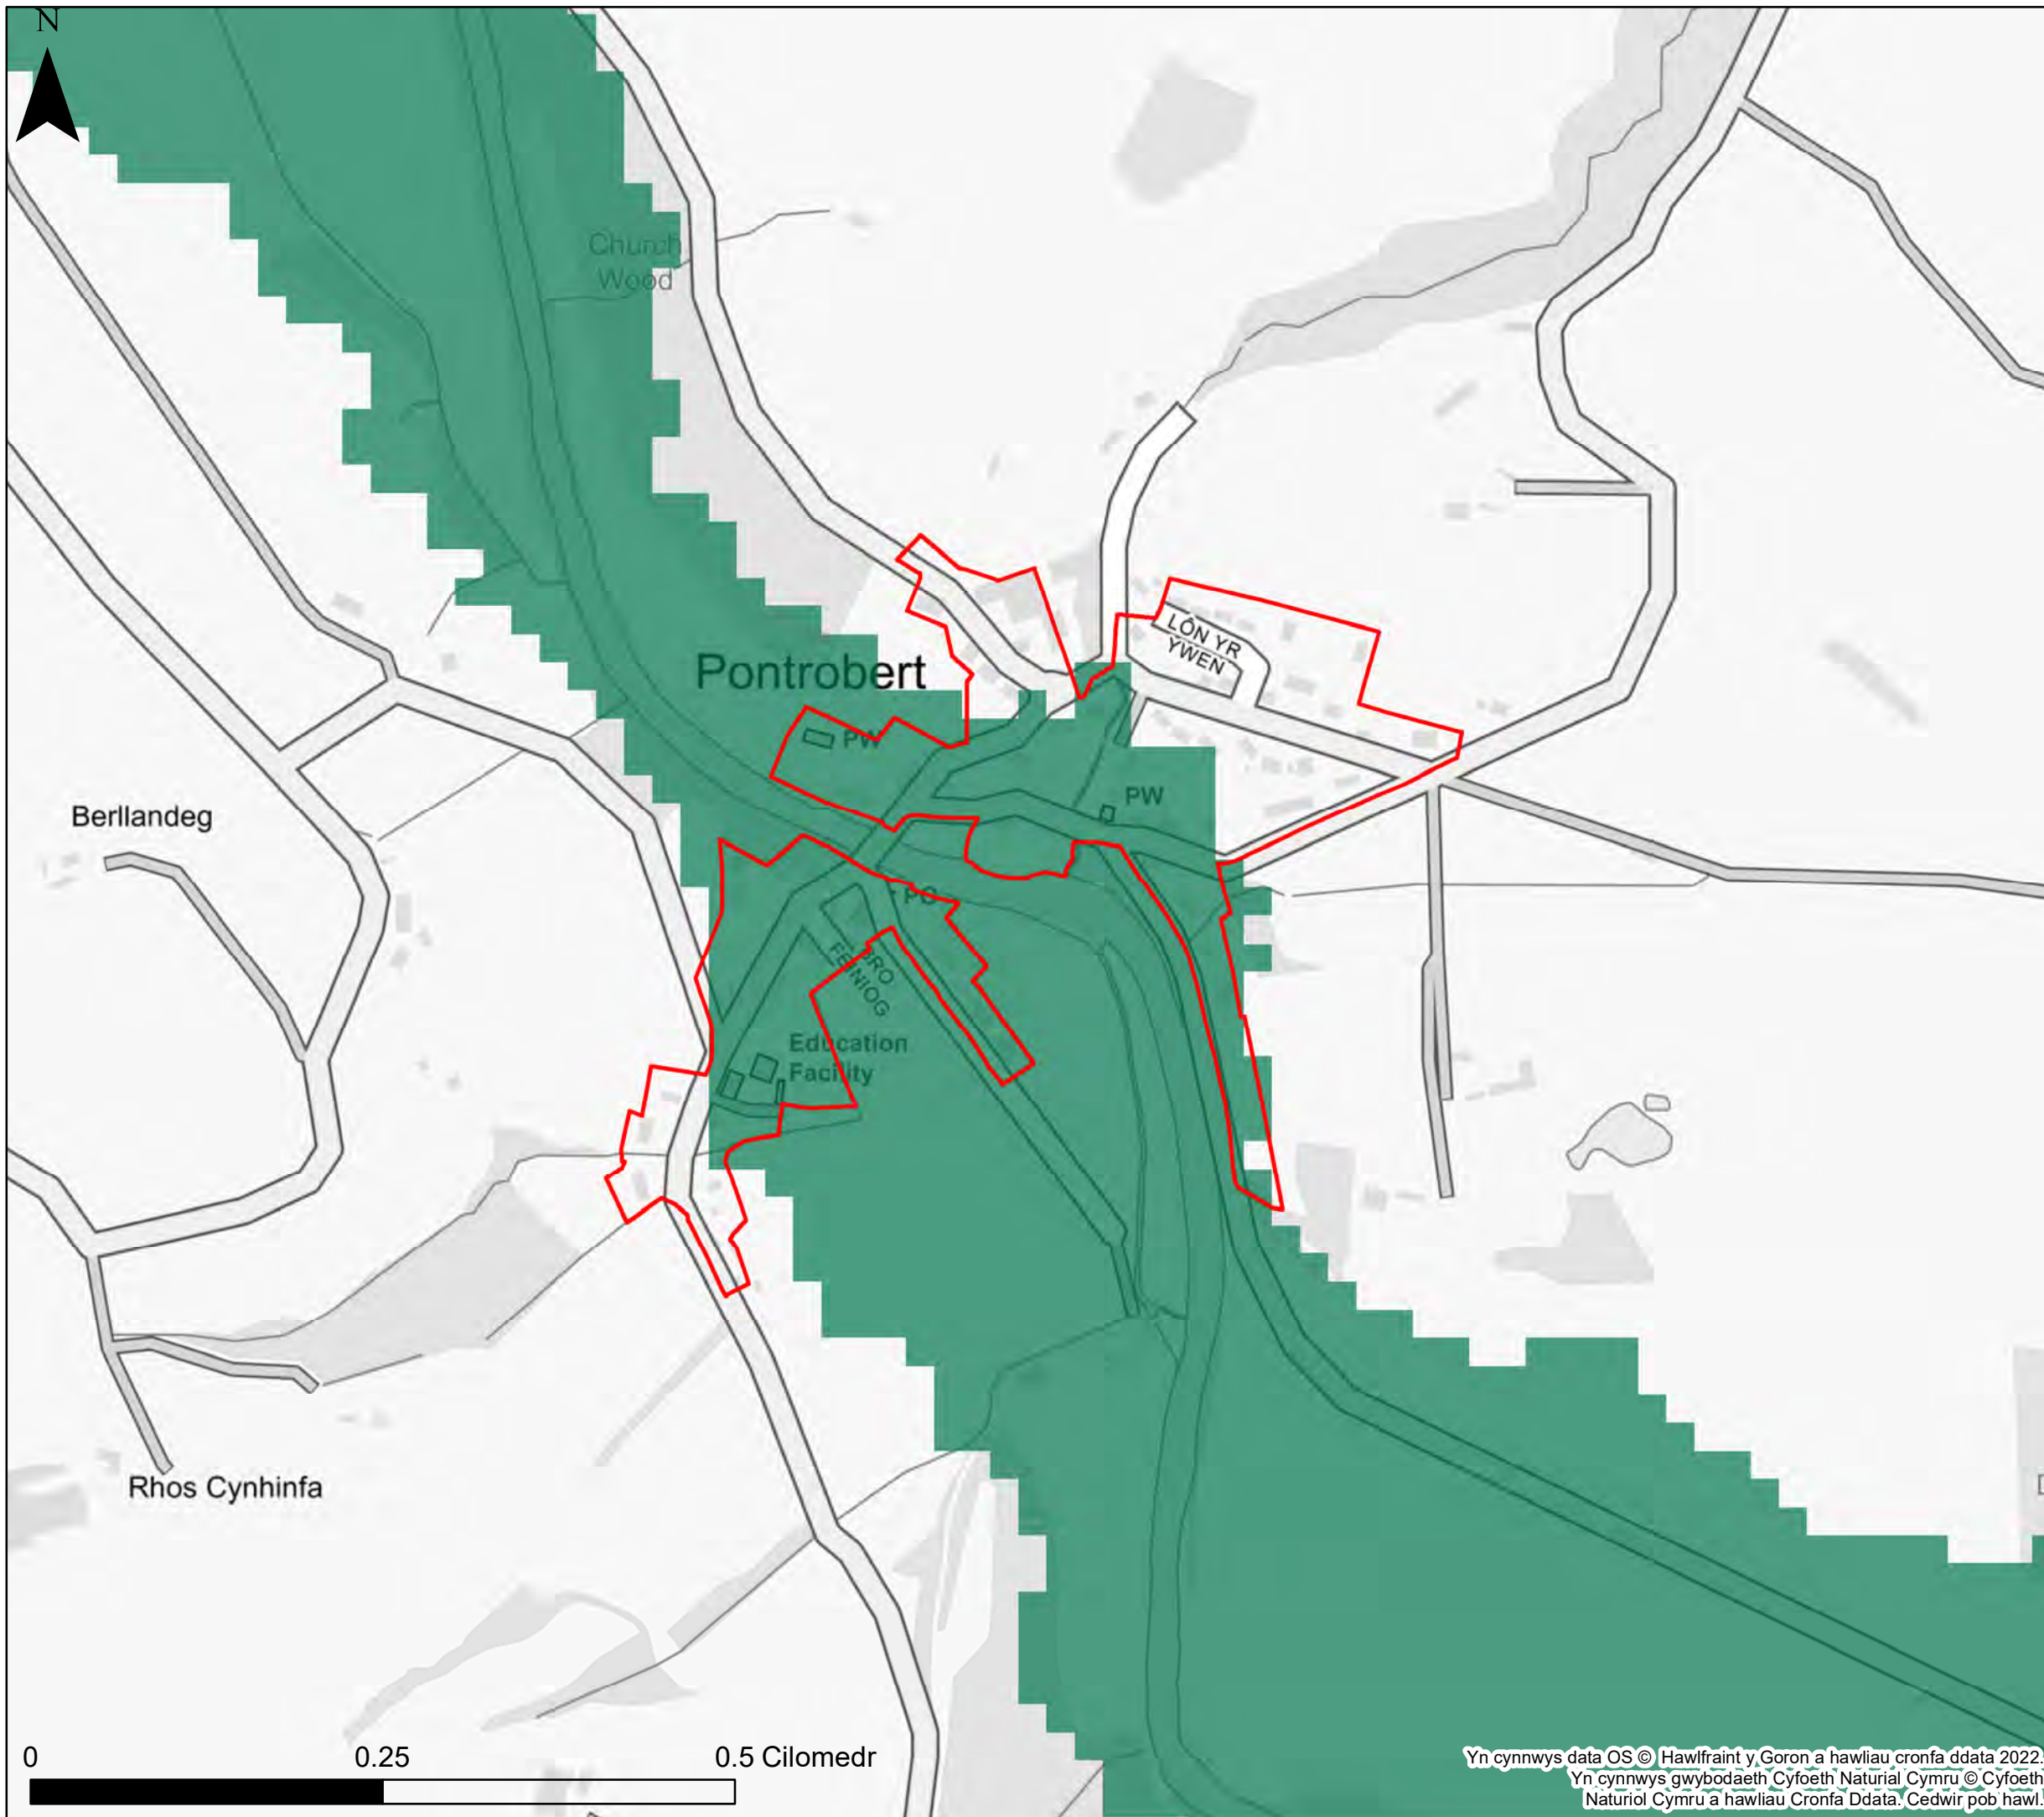 N
Church
Wood
Pontrobert
LÔN YR
YWEN
PW
PW
Berllandeg
PO
BRO
FEINIOG
Education
Facility
Rhos Cynhinfa
0 0.25 0.5 Cilomedr
Yn cynnwys data OS © Hawlfraint y Goron a hawliau cronfa ddata 2022.
Yn cynnwys gwybodaeth Cyfoeth Naturial Cymru © Cyfoeth
Naturiol Cymru a hawliau Cronfa Ddata. Cedwir pob hawl.